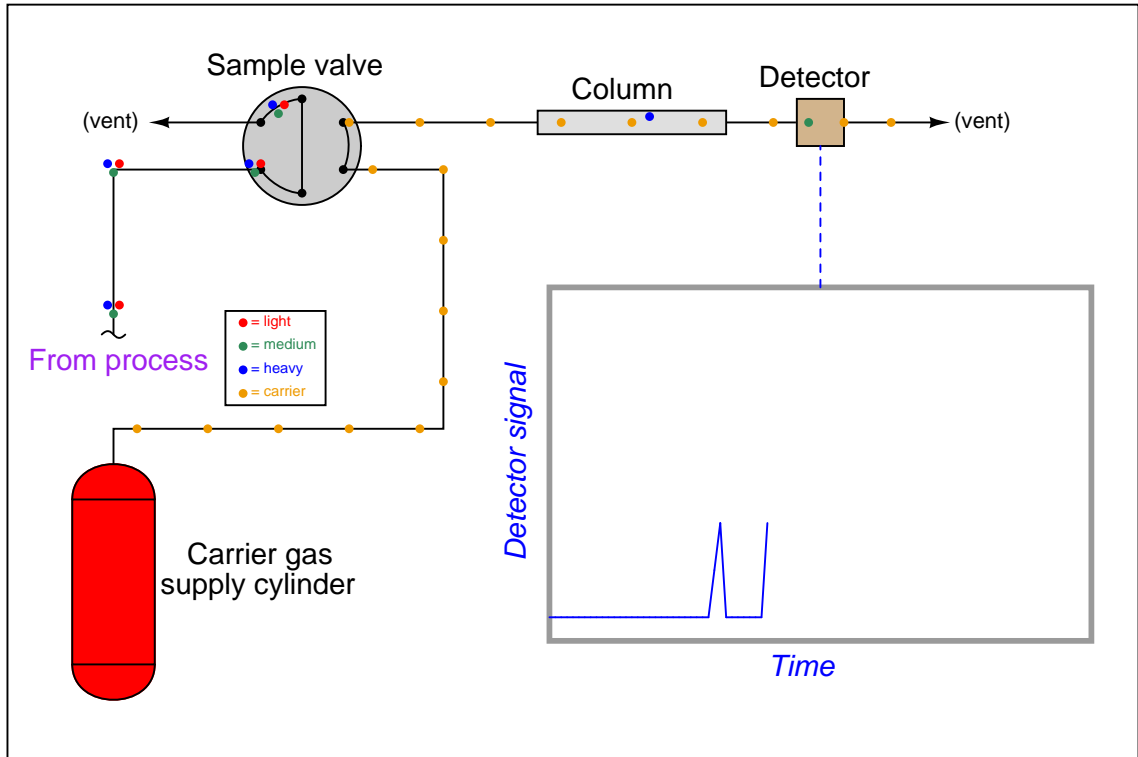 Sample valve
Column
Detector
(vent)
(vent)
= light
= medium
= heavy
= carrier
From process
Detector signal
Carrier gas
supply cylinder
Time